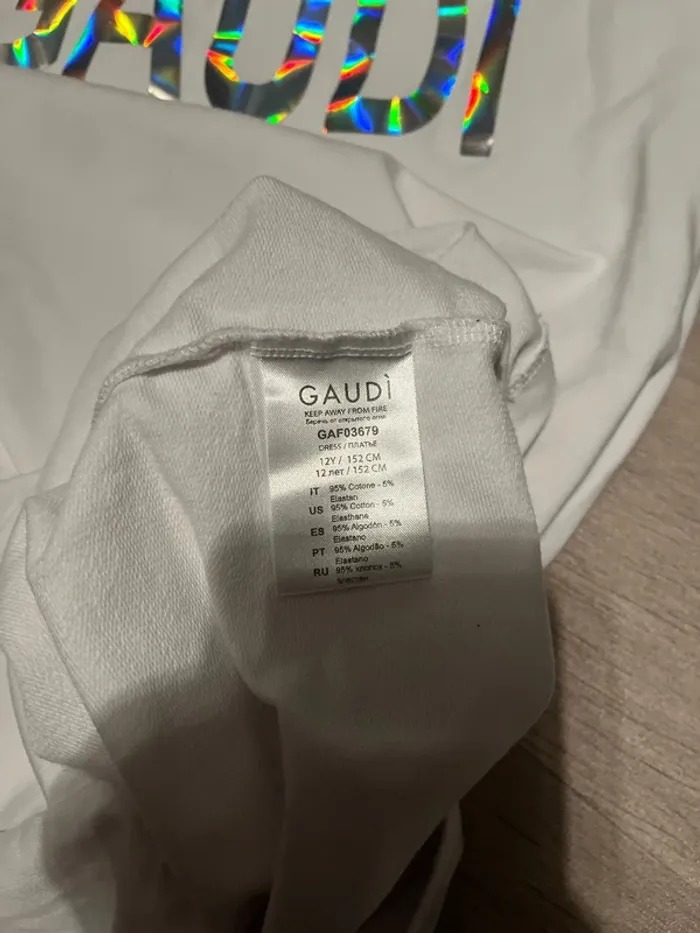 GAUDI
GAUDÌ
KEEP AWAY FROM FIRE
Беречь от открытого огня
GAF03679
DRESS / ПЛАТЬЕ
12Y / 152 CM
12 лет / 152 CM
IT 95% Cotone - 5%
Elastan
US 95% Cotton - 5%
Elasthane
ES 95% Algodón - 5%
Elastano
PT 95% Algodão - 5%
Elastano
RU 95% хлопок - 5%
эластан